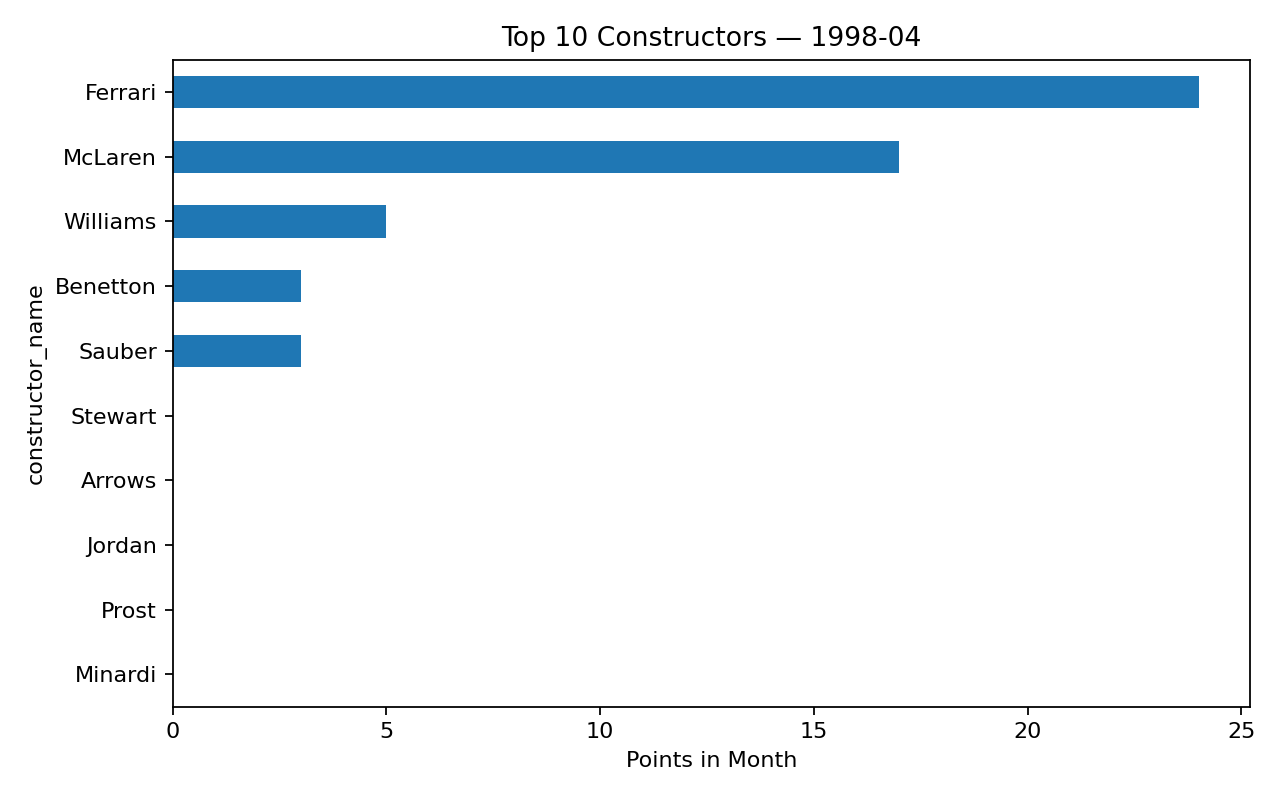 Top 10 Constructors — 1998-04
Ferrari
McLaren
Williams
Benetton
Sauber
Stewart
Arrows
Jordan
Prost
Minardi
constructor_name
0 5 10 15 20 25
Points in Month